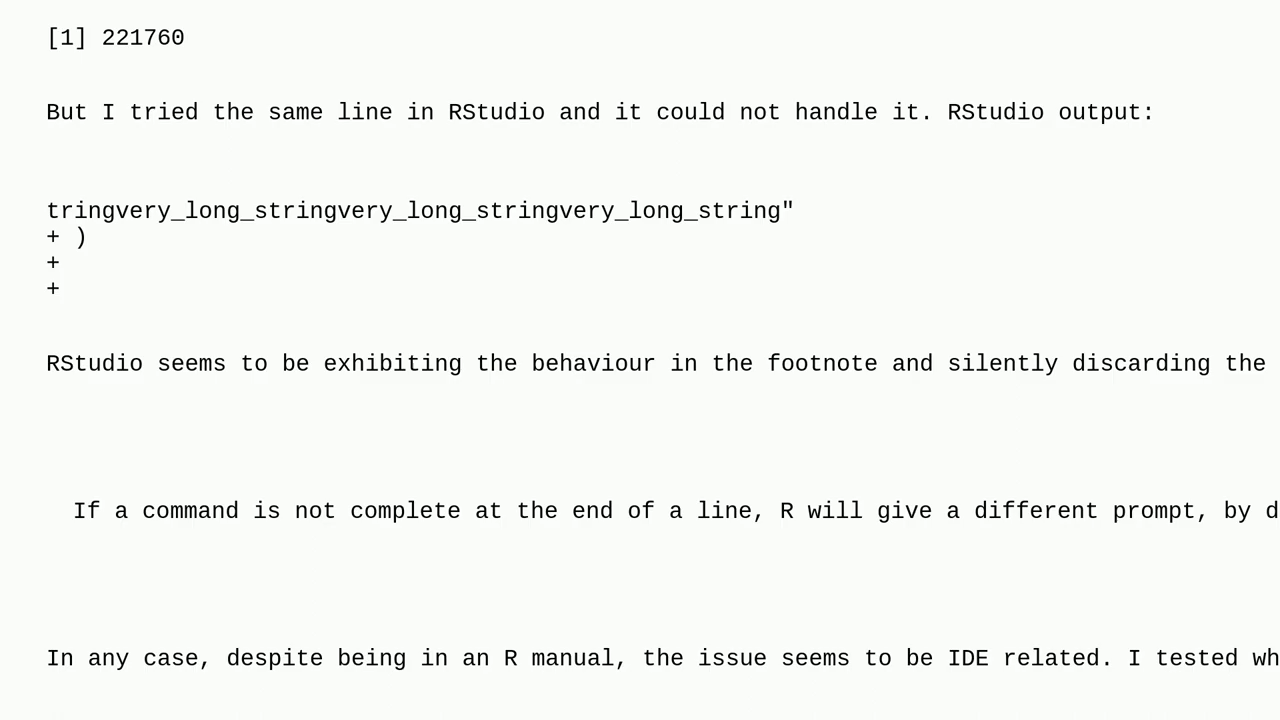 [1] 221760
But I tried the same line in RStudio and it could not handle it. RStudio output:
tringvery_long_stringvery_long_stringvery_long_string"
+ )
+
+
RStudio seems to be exhibiting the behaviour in the footnote and silently discarding the
If a command is not complete at the end of a line, R will give a different prompt, by d
In any case, despite being in an R manual, the issue seems to be IDE related. I tested wh